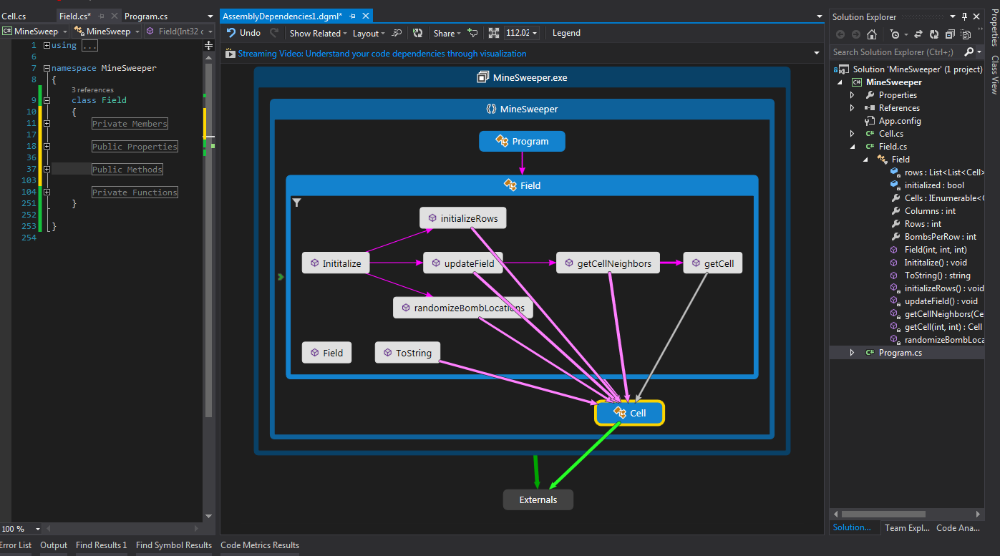 Cell.cs Field.cs* Program.cs
MineSweep MineSweep Field(Int32 c
1 using ...
6
7 namespace MineSweeper
8 {
3 references
9 class Field
10 {
11 Private Members
17
18 Public Properties
36
37 Public Methods
103
104 Private Functions
251 }
252
253 }
254
100 %
AssemblyDependencies1.dgml*
Undo Show Related Layout Share 112.02 Legend
Streaming Video: Understand your code dependencies through visualization
MineSweeper.exe
MineSweeper
Program
Field
initializeRows
Inititalize updateField getCellNeighbors getCell
randomizeBombLocations
Field ToString
Cell
Externals
Solution Explorer
Search Solution Explorer (Ctrl+;)
Solution 'MineSweeper' (1 project)
MineSweeper
Properties
References
App.config
Cell.cs
Field.cs
Field
rows : List<List<Cell>
initialized : bool
Cells : IEnumerable<C
Columns : int
Rows : int
BombsPerRow : int
Field(int, int, int)
Inititalize() : void
ToString() : string
initializeRows() : void
updateField() : void
getCellNeighbors(Ce
getCell(int, int) : Cell
randomizeBombLoca
Program.cs
Solution... Team Expl... Code Ana...
Properties
Class View
Error List Output Find Results 1 Find Symbol Results Code Metrics Results